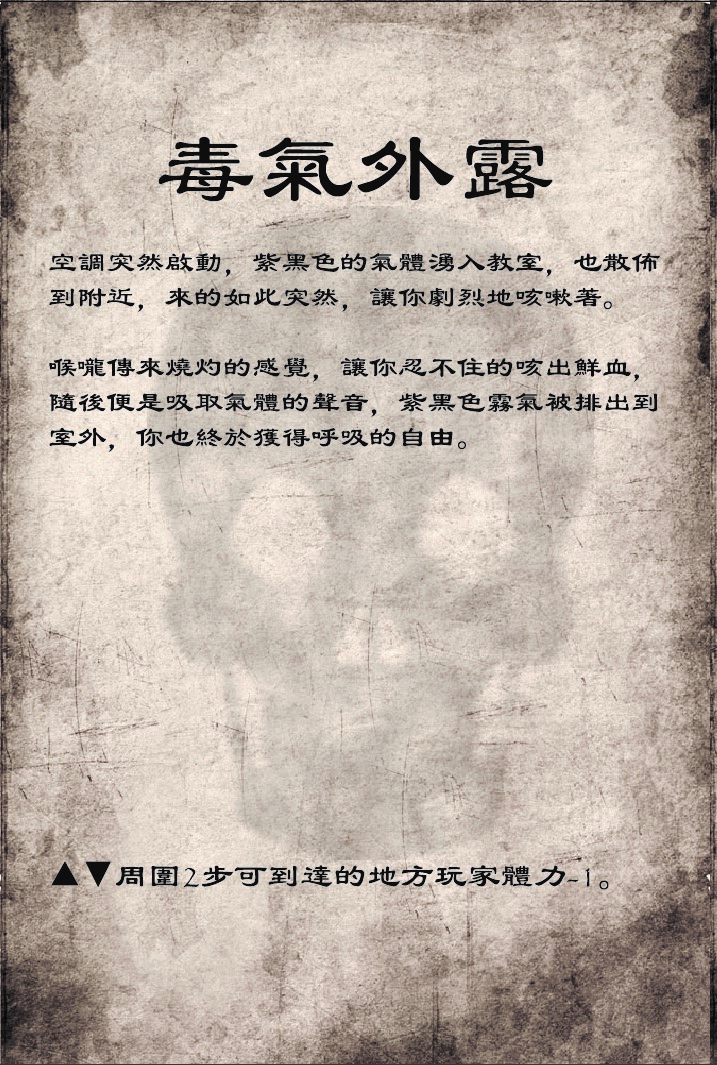 毒氣外露
空調突然啟動，紫黑色的氣體湧入教室，也散佈
到附近，來的如此突然，讓你劇烈地咳嗽著。
喉嚨傳來燒灼的感覺，讓你忍不住的咳出鮮血，
隨後便是吸取氣體的聲音，紫黑色霧氣被排出到
室外，你也終於獲得呼吸的自由。
▲▼周圍2步可到達的地方玩家體力-1。